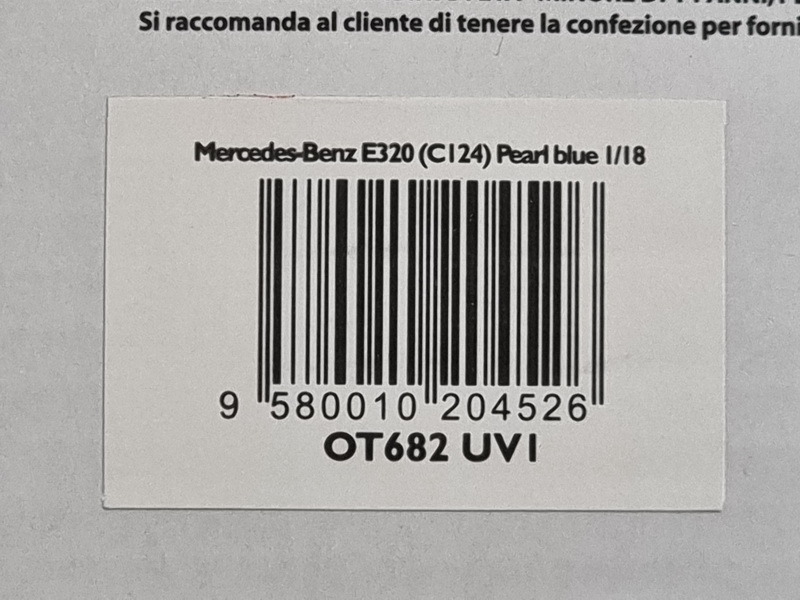 Si raccomanda al cliente di tenere la confezione per forni
Mercedes-Benz E320 (C124) Pearl blue 1/18
9 580010 204526
OT682 UV1